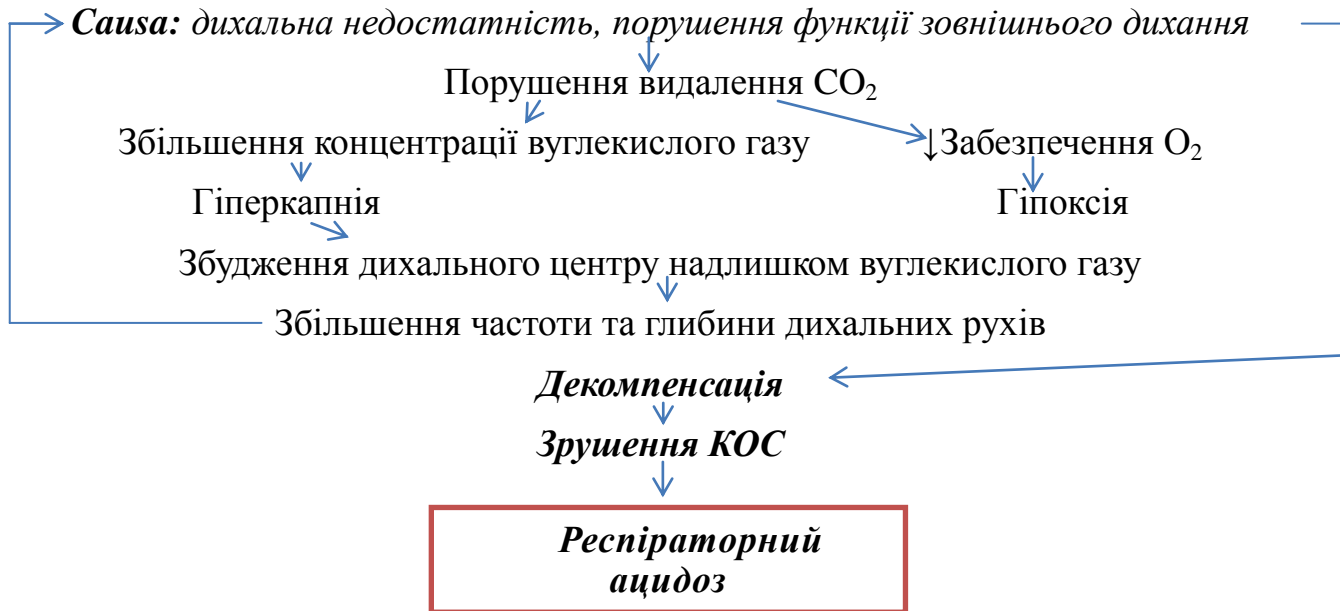 Causa: дихальна недостатність, порушення функції зовнішнього дихання
Порушення видалення CO₂
Збільшення концентрації вуглекислого газу
↓Забезпечення O₂
Гіперкапнія
Гіпоксія
Збудження дихального центру надлишком вуглекислого газу
Збільшення частоти та глибини дихальних рухів
Декомпенсація
Зрушення КОС
Респіраторний
ацидоз